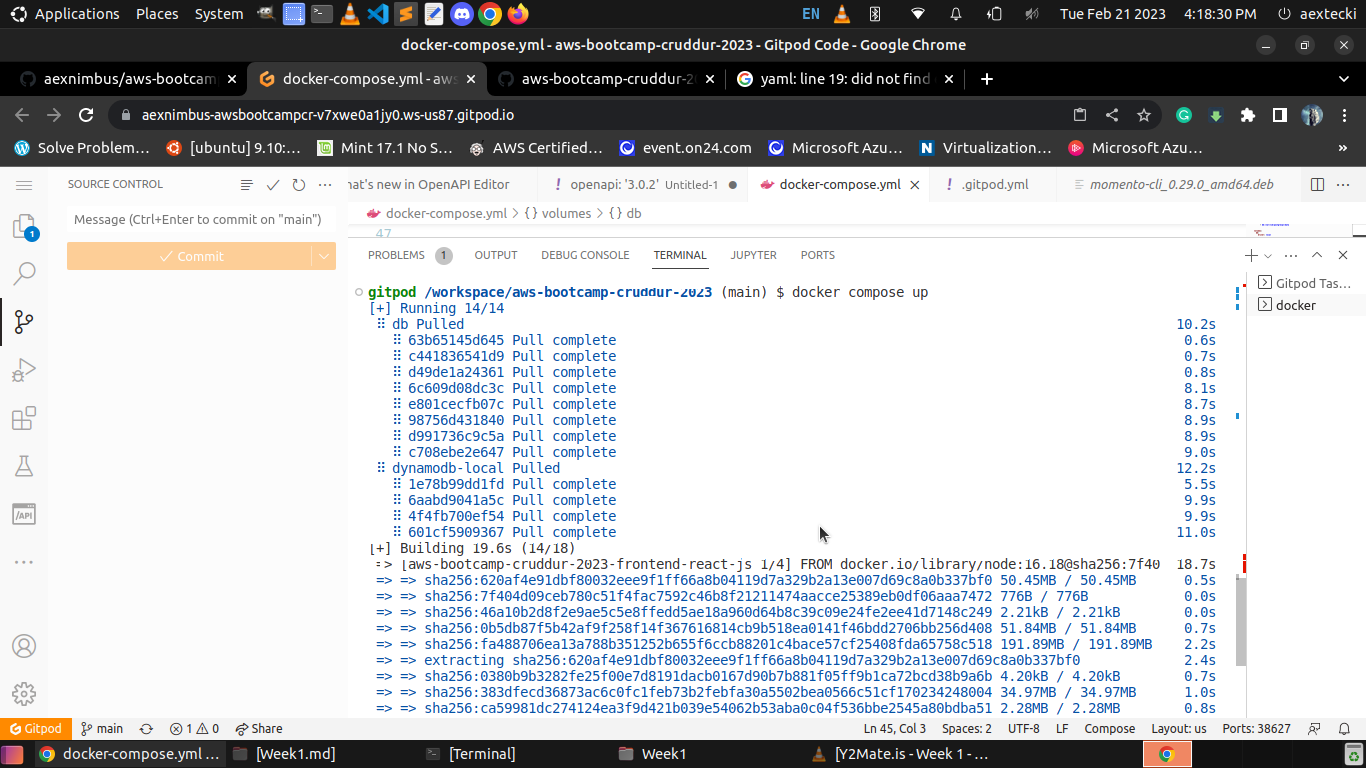 Applications Places System EN Tue Feb 21 2023 4:18:30 PM aextecki
docker-compose.yml - aws-bootcamp-cruddur-2023 - Gitpod Code - Google Chrome
aexnimbus/aws-bootcam docker-compose.yml - aws aws-bootcamp-cruddur-2 yaml: line 19: did not find
aexnimbus-awsbootcampcr-v7xwe0a1jy0.ws-us87.gitpod.io
Solve Problem... [ubuntu] 9.10:... Mint 17.1 No S... AWS Certified... event.on24.com Microsoft Azu... Virtualization... Microsoft Azu... »
SOURCE CONTROL hat's new in OpenAPI Editor ! openapi: '3.0.2' Untitled-1 docker-compose.yml ! .gitpod.yml momento-cli_0.29.0_amd64.deb
Message (Ctrl+Enter to commit on "main") docker-compose.yml > {} volumes > {} db
47
1
Commit
PROBLEMS 1 OUTPUT DEBUG CONSOLE TERMINAL JUPYTER PORTS
gitpod /workspace/aws-bootcamp-cruddur-2023 (main) $ docker compose up
Gitpod Tas...
docker
[+] Running 14/14
⠿ db Pulled 10.2s
⠿ 63b65145d645 Pull complete 0.6s
⠿ c441836541d9 Pull complete 0.7s
⠿ d49de1a24361 Pull complete 0.8s
⠿ 6c609d08dc3c Pull complete 8.1s
⠿ e801cecfb07c Pull complete 8.7s
⠿ 98756d431840 Pull complete 8.9s
⠿ d991736c9c5a Pull complete 8.9s
⠿ c708ebe2e647 Pull complete 9.0s
⠿ dynamodb-local Pulled 12.2s
⠿ 1e78b99dd1fd Pull complete 5.5s
⠿ 6aabd9041a5c Pull complete 9.9s
⠿ 4f4fb700ef54 Pull complete 9.9s
⠿ 601cf5909367 Pull complete 11.0s
[+] Building 19.6s (14/18)
=> [aws-bootcamp-cruddur-2023-frontend-react-js 1/4] FROM docker.io/library/node:16.18@sha256:7f40 18.7s
=> => sha256:620af4e91dbf80032eee9f1ff66a8b04119d7a329b2a13e007d69c8a0b337bf0 50.45MB / 50.45MB 0.5s
=> => sha256:7f404d09ceb780c51f4fac7592c46b8f21211474aacce25389eb0df06aaa7472 776B / 776B 0.0s
=> => sha256:46a10b2d8f2e9ae5c5e8ffedd5ae18a960d64b8c39c09e24fe2ee41d7148c249 2.21kB / 2.21kB 0.0s
=> => sha256:0b5db87f5b42af9f258f14f367616814cb9b518ea0141f46bdd2706bb256d408 51.84MB / 51.84MB 0.7s
=> => sha256:fa488706ea13a788b351252b655f6ccb88201c4bace57cf25408fda65758c518 191.89MB / 191.89MB 2.2s
=> => extracting sha256:620af4e91dbf80032eee9f1ff66a8b04119d7a329b2a13e007d69c8a0b337bf0 2.4s
=> => sha256:0380b9b3282fe25f00e7d8191dacb0167d90b7b881f05ff9b1ca72bcd38b9a6b 4.20kB / 4.20kB 0.7s
=> => sha256:383dfecd36873ac6c0fc1feb73b2febfa30a5502bea0566c51cf170234248004 34.97MB / 34.97MB 1.0s
=> => sha256:ca59981dc274124ea3f9d421b039e54062b53aba0c04f536bbe2545a80bdba51 2.28MB / 2.28MB 0.8s
/API
Gitpod main 1 0 Share Ln 45, Col 3 Spaces: 2 UTF-8 LF Compose Layout: us Ports: 38627
docker-compose.yml ... [Week1.md] [Terminal] Week1 [Y2Mate.is - Week 1 - ...